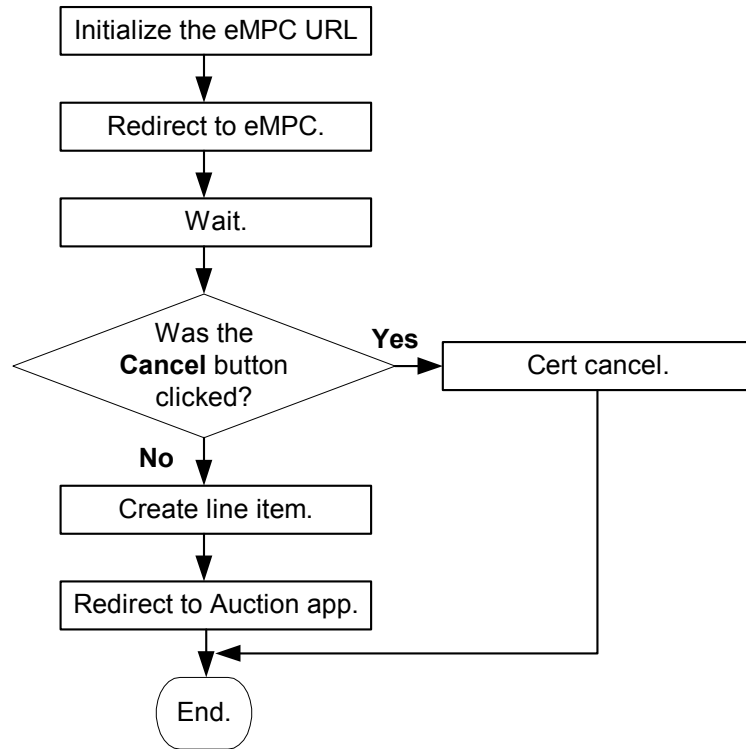 Initialize the eMPC URL
Redirect to eMPC.
Wait.
Was the
Cancel button
clicked?
Yes
Cert cancel.
No
Create line item.
Redirect to Auction app.
End.